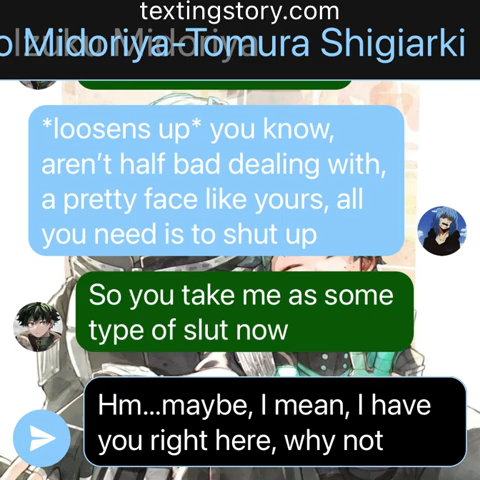 textingstory.com
Midoriya-Tomura Shigiarki
*loosens up* you know,
aren't half bad dealing with,
a pretty face like yours, all
you need is to shut up
So you take me as some
type of slut now
Hm...maybe, I mean, I have
you right here, why not